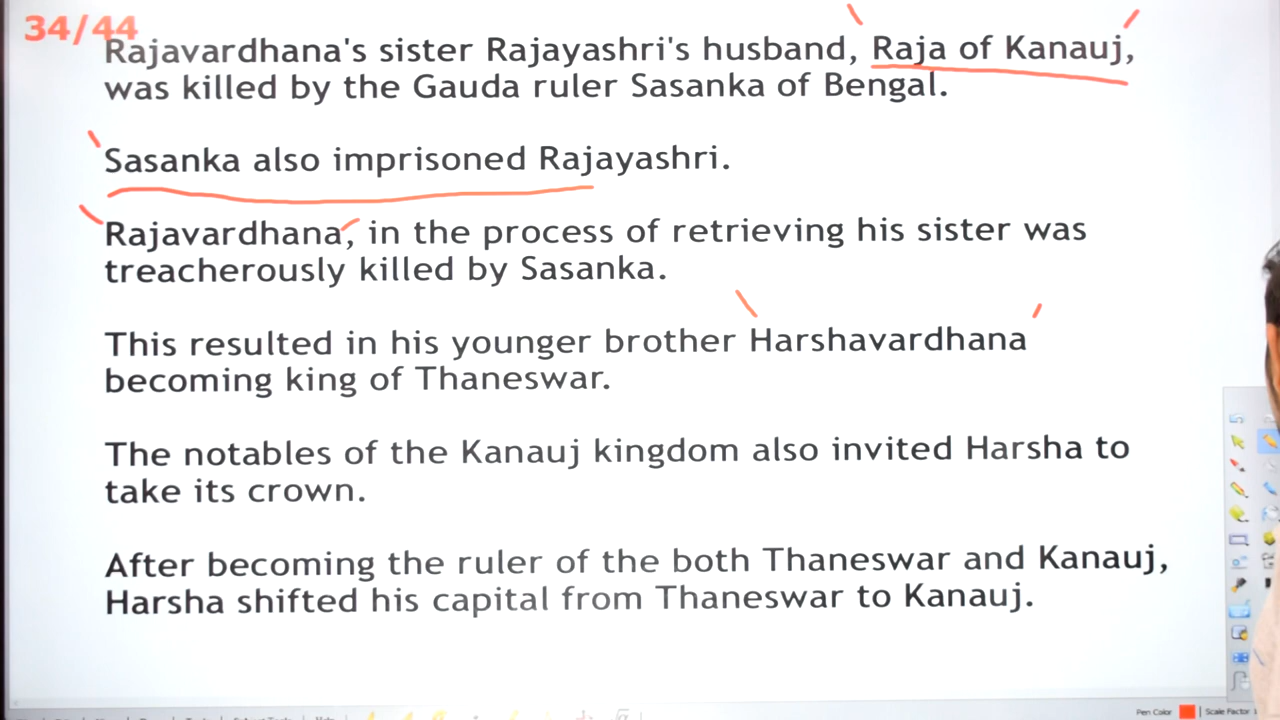 34/44
Rajavardhana's sister Rajayashri's husband, Raja of Kanauj,
was killed by the Gauda ruler Sasanka of Bengal.
Sasanka also imprisoned Rajayashri.
Rajavardhana, in the process of retrieving his sister was
treacherously killed by Sasanka.
This resulted in his younger brother Harshavardhana
becoming king of Thaneswar.
The notables of the Kanauj kingdom also invited Harsha to
take its crown.
After becoming the ruler of the both Thaneswar and Kanauj,
Harsha shifted his capital from Thaneswar to Kanauj.
Pen Color Scale Factor